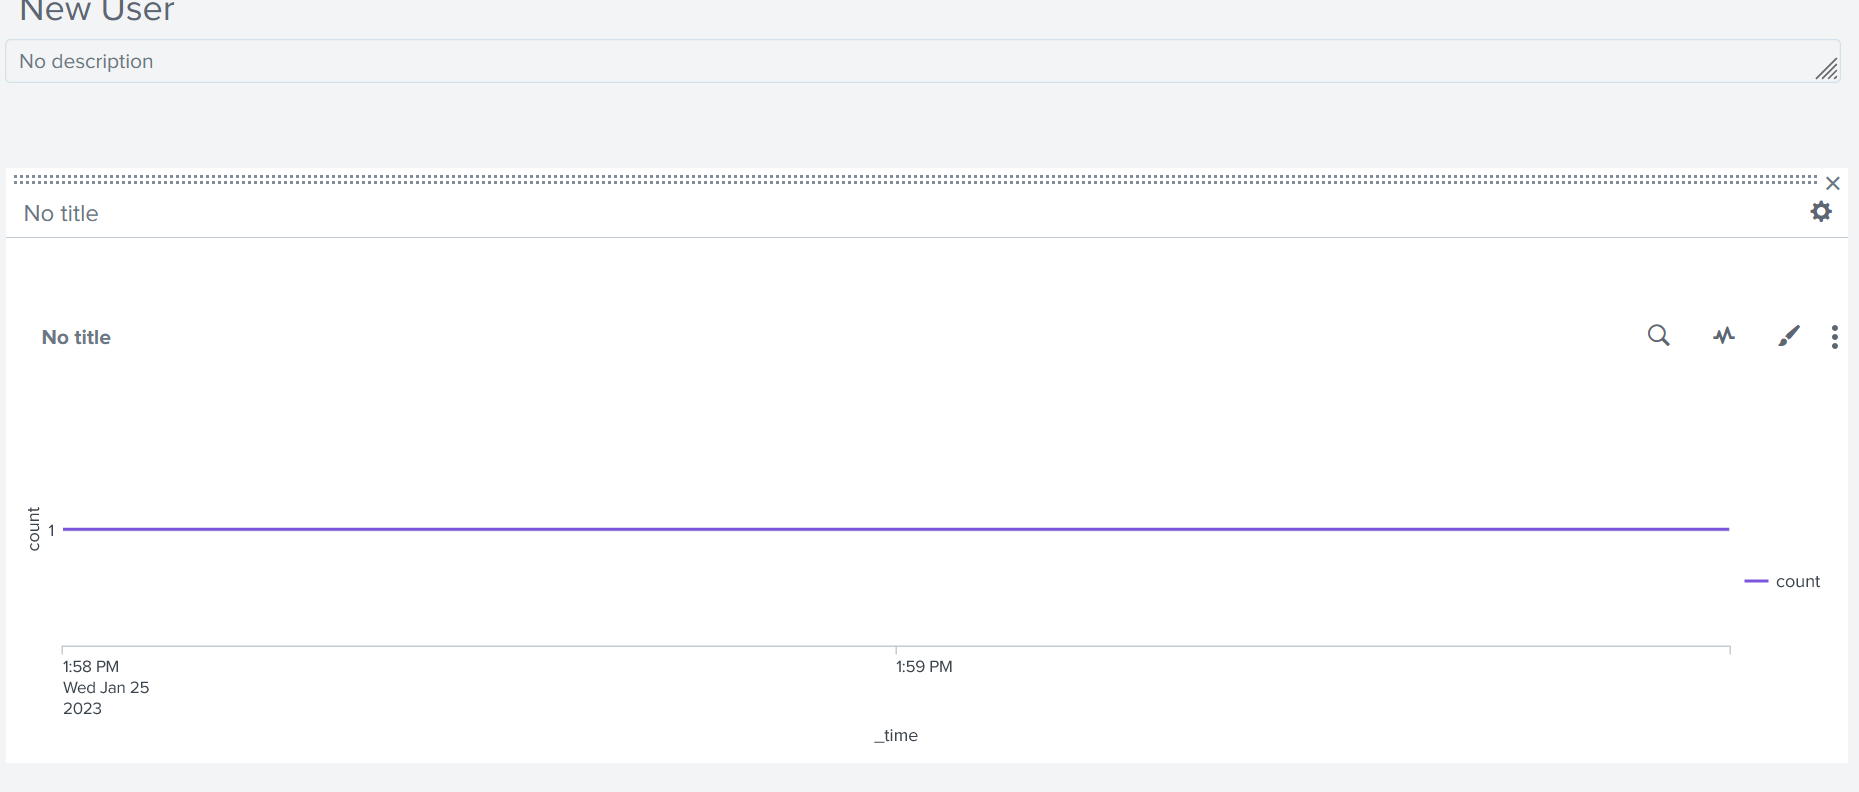 New User
No description
No title
No title
count
1
count
1:58 PM
1:59 PM
Wed Jan 25
2023
_time